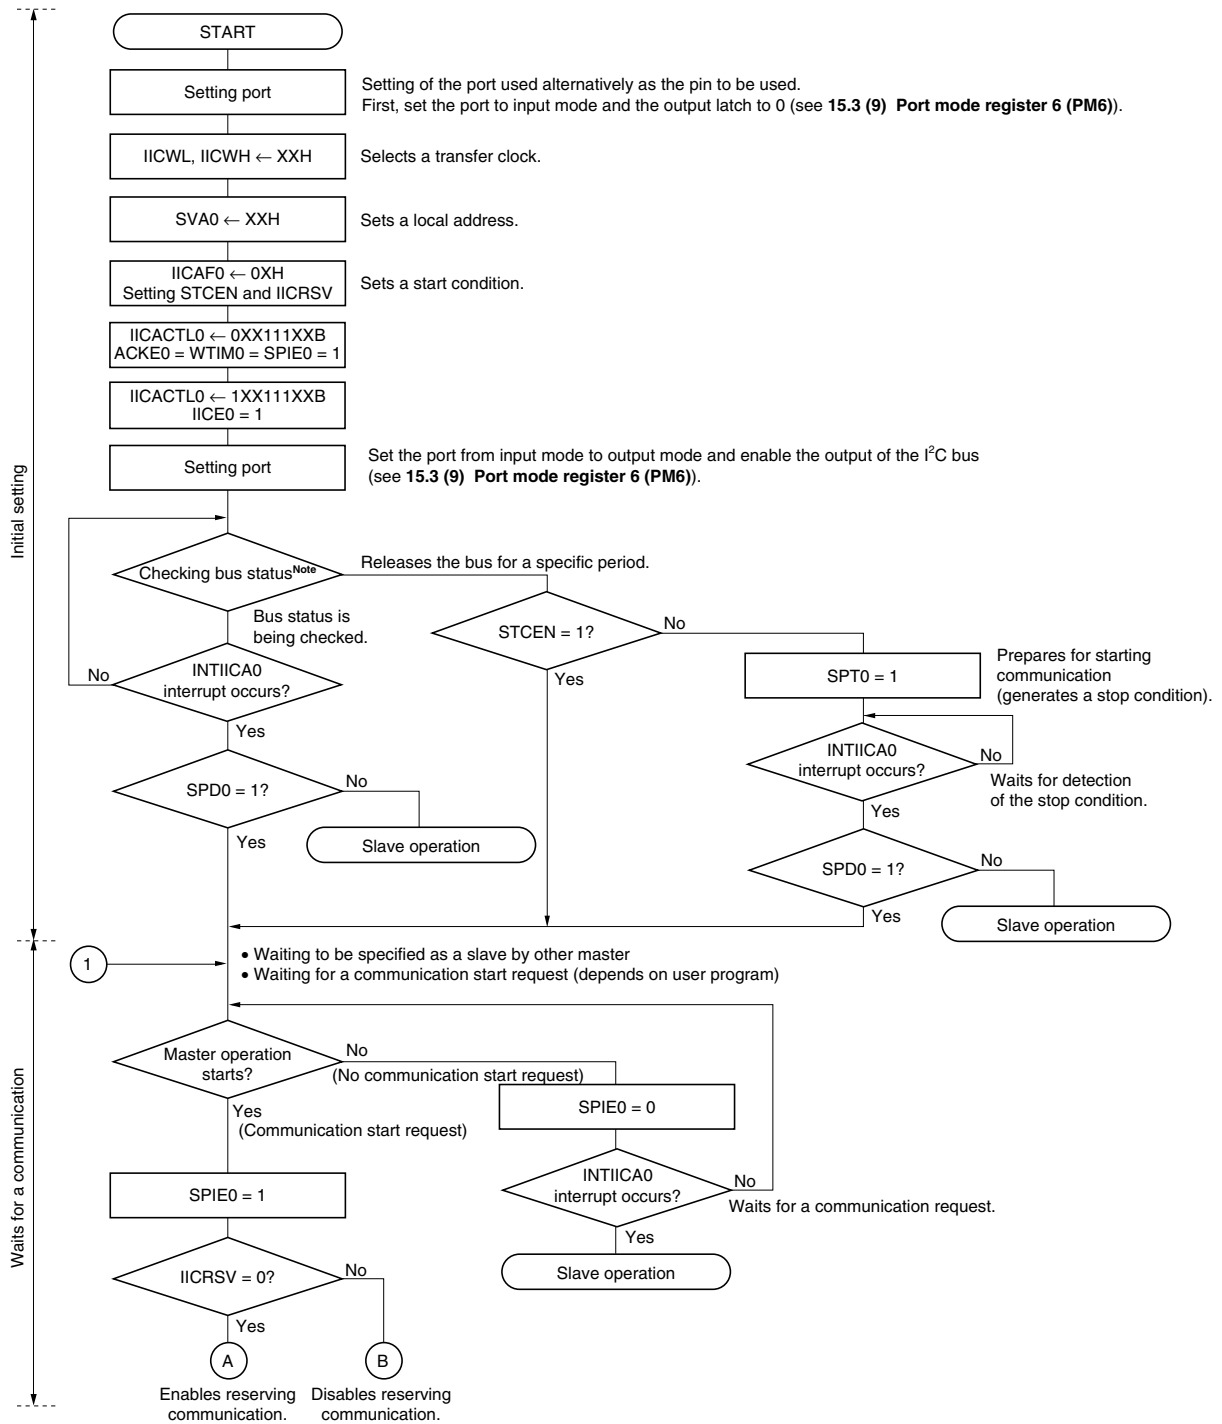 START
Setting port
Setting of the port used alternatively as the pin to be used.
First, set the port to input mode and the output latch to 0 (see 15.3 (9) Port mode register 6 (PM6)).
IICWL, IICWH ← XXH
Selects a transfer clock.
SVA0 ← XXH
Sets a local address.
IICAF0 ← 0XH
Setting STCEN and IICRSV
Sets a start condition.
IICACTL0 ← 0XX111XXB
ACKE0 = WTIM0 = SPIE0 = 1
IICACTL0 ← 1XX111XXB
IICE0 = 1
Setting port
Set the port from input mode to output mode and enable the output of the I²C bus
(see 15.3 (9) Port mode register 6 (PM6)).
Initial setting
Checking bus statusNote
Releases the bus for a specific period.
Bus status is
being checked.
STCEN = 1?
No
Yes
INTIICA0
interrupt occurs?
No
Yes
SPT0 = 1
Prepares for starting
communication
(generates a stop condition).
INTIICA0
interrupt occurs?
No
Waits for detection
of the stop condition.
Yes
SPD0 = 1?
No
Yes
Slave operation
SPD0 = 1?
No
Yes
Slave operation
1
• Waiting to be specified as a slave by other master
• Waiting for a communication start request (depends on user program)
Waits for a communication
Master operation
starts?
No
(No communication start request)
Yes
(Communication start request)
SPIE0 = 0
SPIE0 = 1
INTIICA0
interrupt occurs?
No
Waits for a communication request.
Yes
Slave operation
IICRSV = 0?
No
Yes
A
B
Enables reserving
communication.
Disables reserving
communication.